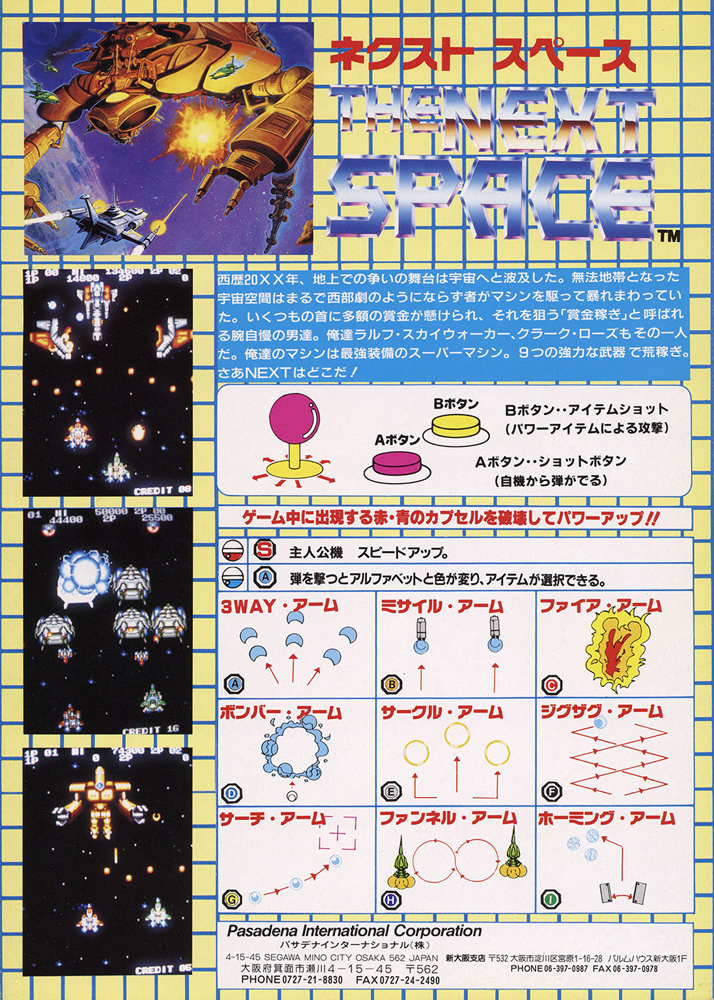 ネクスト スペース
THE NEXT
SPACE
TM
西歴20XX年、地上での争いの舞台は宇宙へと波及した。無法地帯となった
宇宙空間はまるで西部劇のようにならず者がマシンを駆って暴れまわってい
た。いくつもの首に多額の賞金が懸けられ、それを狙う「賞金稼ぎ」と呼ばれ
る腕自慢の男達。俺達ラルフ・スカイウォーカー、クラーク・ローズもその一人
だ。俺達のマシンは最強装備のスーパーマシン。9つの強力な武器で荒稼ぎ。
さあNEXTはどこだ!
Bボタン
Aボタン
Bボタン‥アイテムショット
(パワーアイテムによる攻撃)
Aボタン‥ショットボタン
(自機から弾がでる)
ゲーム中に出現する赤・青のカプセルを破壊してパワーアップ!!
S 主人公機 スピードアップ。
A 弾を撃つとアルファベットと色が変り、アイテムが選択できる。
3WAY・アーム
A
ミサイル・アーム
B
ファイア・アーム
C
ボンバー・アーム
D
サークル・アーム
E
ジグザグ・アーム
F
サーチ・アーム
G
ファンネル・アーム
H
ホーミング・アーム
I
1P 00 HI 134600 2P 02
14800 2P 0
CREDIT 00
01 HI 50000 2P 00
44400 2P 25500
CREDIT 16
1P 01 HI 74300 2P 02
0 2P 0
CREDIT 06
Pasadena International Corporation
パサデナインターナショナル(株)
4-15-45 SEGAWA MINO CITY OSAKA 562 JAPAN
大阪府箕面市瀬川4-15-45 〒562
PHONE0727-21-8830 FAX0727-24-2490
新大阪支店 〒532 大阪市淀川区宮原1-16-28 パルムハウス新大阪1F
PHONE 06-397-0987 FAX 06-397-0978